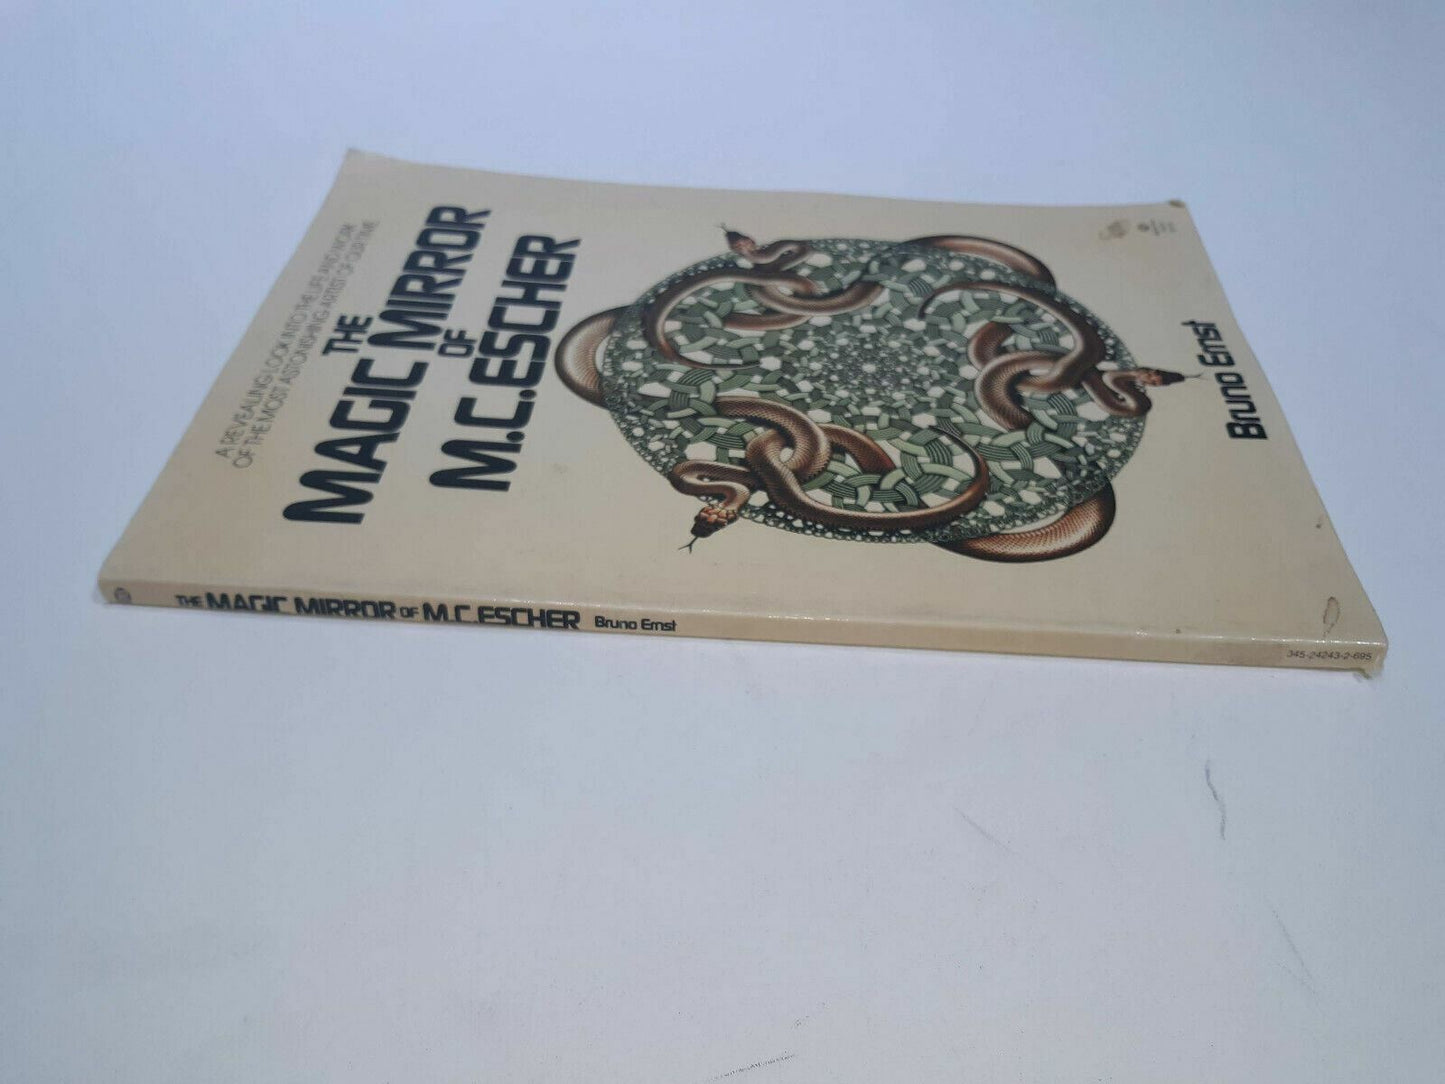 A REVEALING LOOK INTO THE LIFE AND WORK
OF THE MOST ASTONISHING ARTIST OF OUR TIME
THE
MAGIC MIRROR
OF
M.C.ESCHER
Bruno Ernst
THE MAGIC MIRROR OF M.C.ESCHER Bruno Ernst
345-24243-2-695